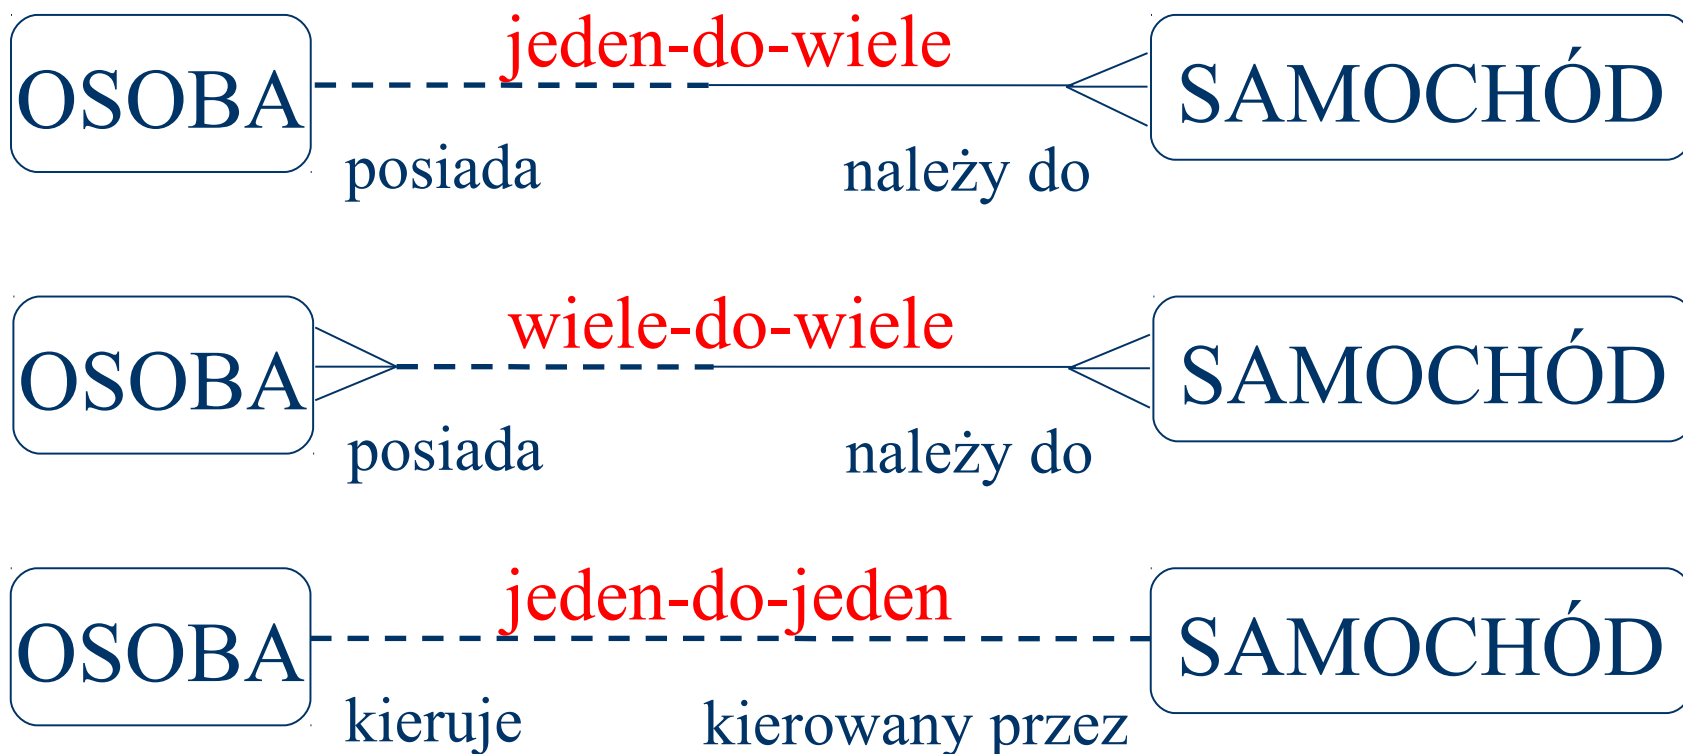 jeden-do-wiele
OSOBA
SAMOCHÓD
posiada
należy do
wiele-do-wiele
OSOBA
SAMOCHÓD
posiada
należy do
jeden-do-jeden
OSOBA
SAMOCHÓD
kieruje
kierowany przez